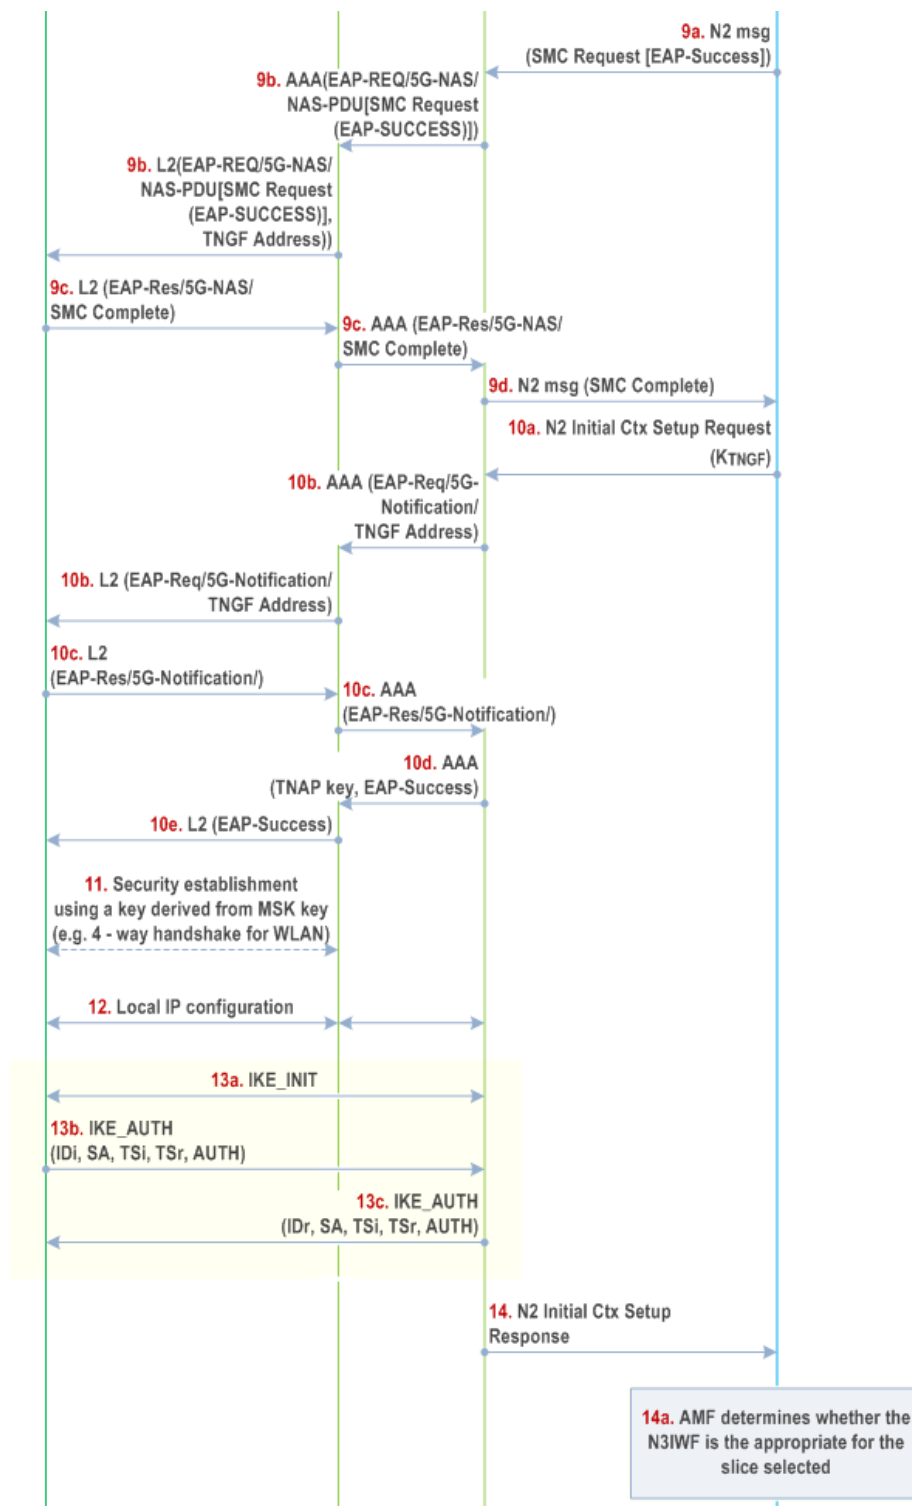 9a. N2 msg
(SMC Request [EAP-Success])
9b. AAA(EAP-REQ/5G-NAS/
NAS-PDU[SMC Request
(EAP-SUCCESS)])
9b. L2(EAP-REQ/5G-NAS/
NAS-PDU[SMC Request
(EAP-SUCCESS)],
TNGF Address))
9c. L2 (EAP-Res/5G-NAS/
SMC Complete)
9c. AAA (EAP-Res/5G-NAS/
SMC Complete)
9d. N2 msg (SMC Complete)
10a. N2 Initial Ctx Setup Request
(KTNGF)
10b. AAA (EAP-Req/5G-
Notification/
TNGF Address)
10b. L2 (EAP-Req/5G-Notification/
TNGF Address)
10c. L2
(EAP-Res/5G-Notification/)
10c. AAA
(EAP-Res/5G-Notification/)
10d. AAA
(TNAP key, EAP-Success)
10e. L2 (EAP-Success)
11. Security establishment
using a key derived from MSK key
(e.g. 4 - way handshake for WLAN)
12. Local IP configuration
13a. IKE_INIT
13b. IKE_AUTH
(IDi, SA, TSi, TSr, AUTH)
13c. IKE_AUTH
(IDr, SA, TSi, TSr, AUTH)
14. N2 Initial Ctx Setup
Response
14a. AMF determines whether the
N3IWF is the appropriate for the
slice selected